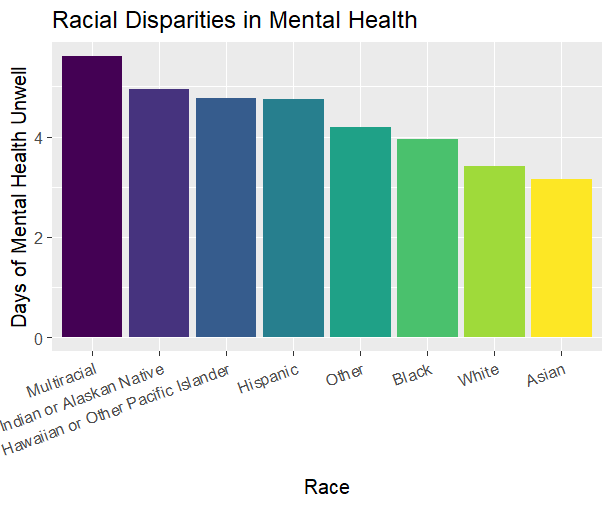 Racial Disparities in Mental Health
Days of Mental Health Unwell
4
2
0
Multiracial
Indian or Alaskan Native
Hawaiian or Other Pacific Islander
Hispanic
Other
Black
White
Asian
Race